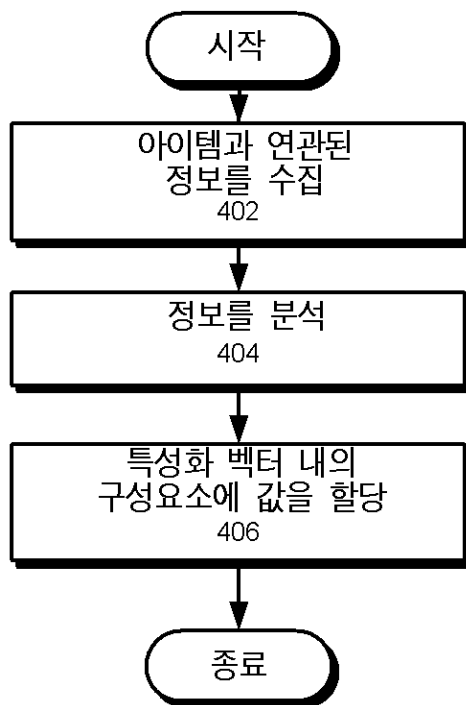 시작
아이템과 연관된
정보를 수집
402
정보를 분석
404
특성화 벡터 내의
구성요소에 값을 할당
406
종료